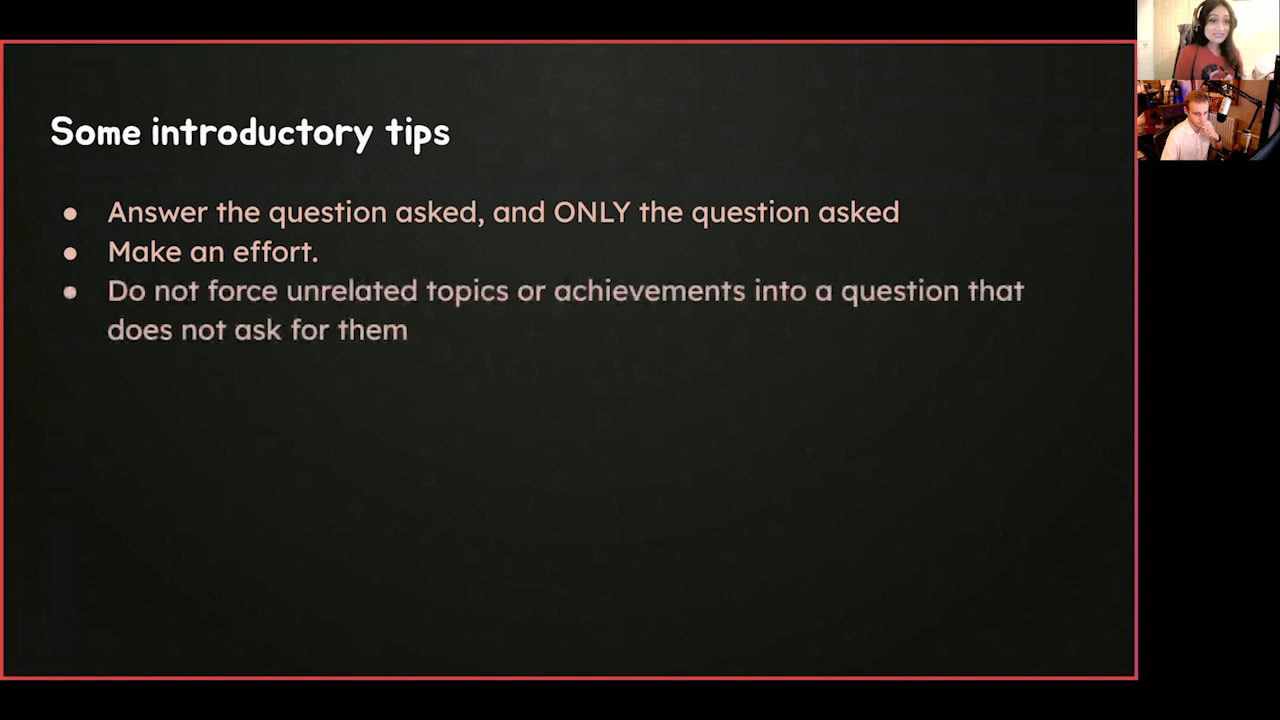 Some introductory tips
● Answer the question asked, and ONLY the question asked
● Make an effort.
● Do not force unrelated topics or achievements into a question that
does not ask for them